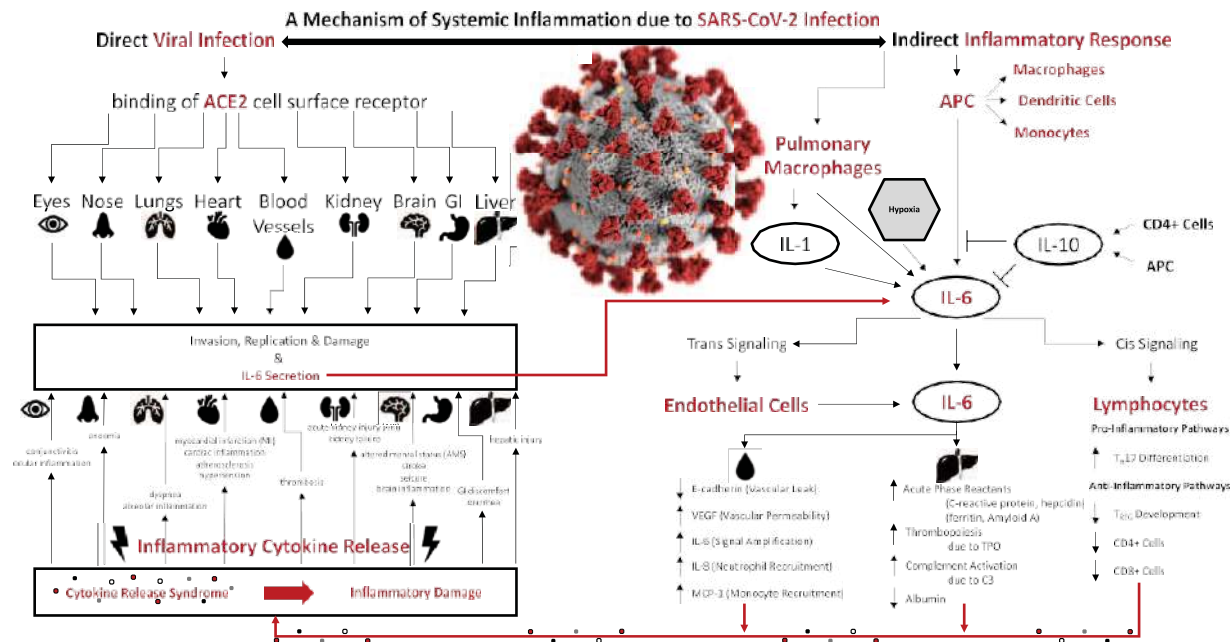 A Mechanism of Systemic Inflammation due to SARS-CoV-2 Infection
Direct Viral Infection
Indirect Inflammatory Response
binding of ACE2 cell surface receptor
Eyes
Nose
Lungs
Heart
Blood
Vessels
Kidney
Brain
GI
Liver
Invasion, Replication & Damage
&
IL-6 Secretion
conjunctivitis
ocular inflammation
dyspnea
alveolar inflammation
myocardial infarction (MI)
cardiac inflammation
hypertension
thrombosis
acute kidney injury
kidney failure
altered mental status (AMS)
seizure
brain inflammation
GI discomfort
diarrhea
hepatic injury
Inflammatory Cytokine Release
Cytokine Release Syndrome
Inflammatory Damage
APC
Macrophages
Dendritic Cells
Monocytes
Pulmonary
Macrophages
Hypoxia
IL-1
IL-10
CD4+ Cells
APC
IL-6
Trans Signaling
Cis Signaling
Endothelial Cells
IL-6
Lymphocytes
Pro-Inflammatory Pathways
TH17 Differentiation
Anti-Inflammatory Pathways
Development
CD4+ Cells
CD8+ Cells
E-cadherin (Vascular Leak)
VEGF (Vascular Permeability)
IL-6 (Signal Amplification)
IL-8 (Neutrophil Recruitment)
MCP-1 (Monocyte Recruitment)
Acute Phase Reactants
(C-reactive protein, hepcidin)
(ferritin, Amyloid A)
Thrombopoiesis
due to TPO
Complement Activation
due to C3
Albumin